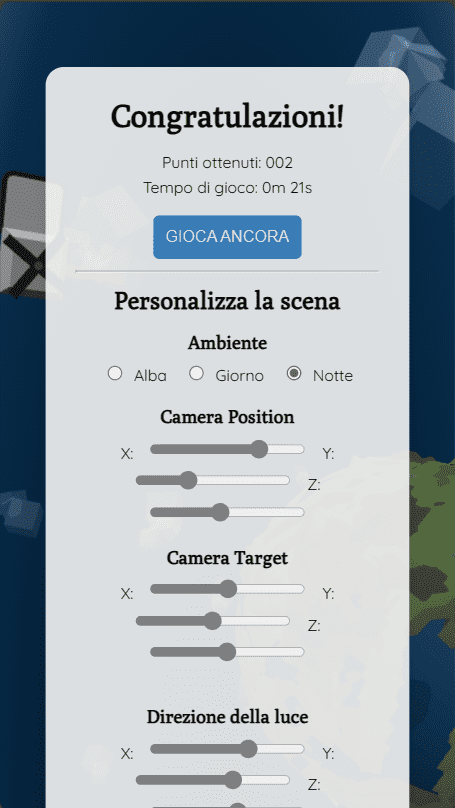 Congratulazioni!
Punti ottenuti: 002
Tempo di gioco: 0m 21s
GIOCA ANCORA
Personalizza la scena
Ambiente
Alba Giorno Notte
Camera Position
X: Y:
Z:
Camera Target
X: Y:
Z:
Direzione della luce
X: Y:
Z: